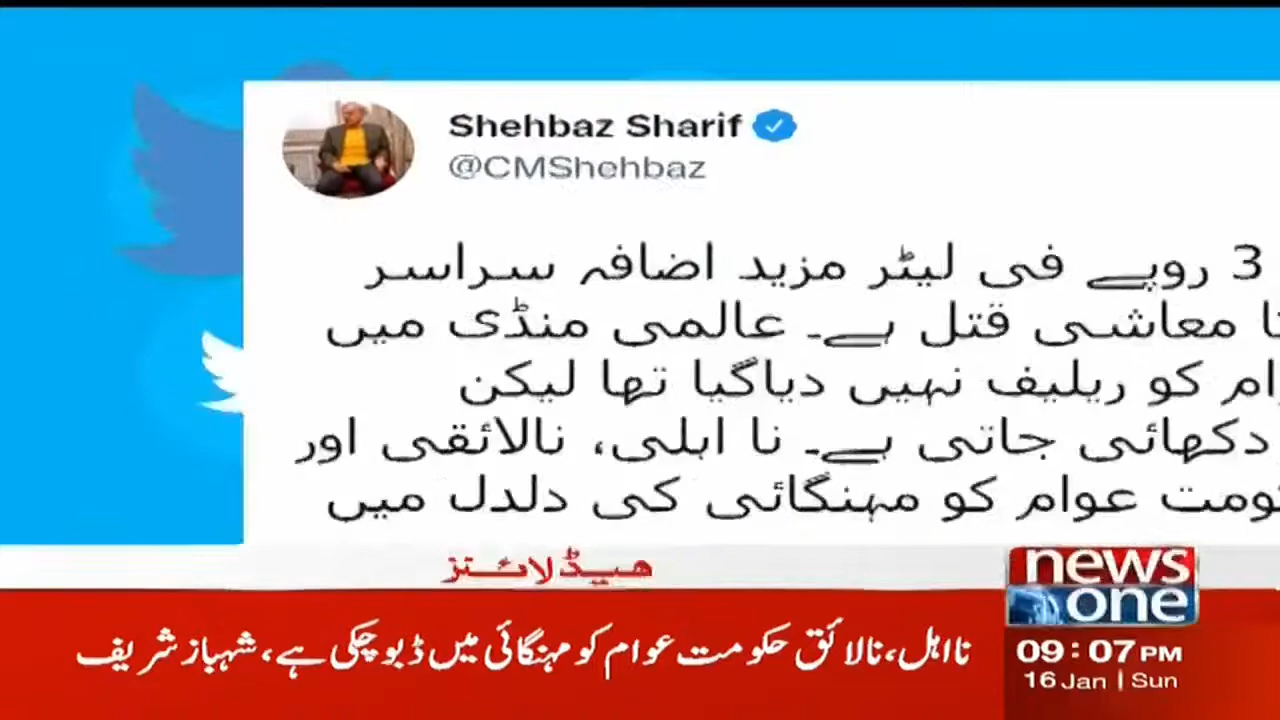 Shehbaz Sharif
@CMShehbaz
3 روپے فی لیٹر مزید اضافہ سراسر
معاشی قتل ہے۔ عالمی منڈی میں
کو ریلیف نہیں دیاگیا تھا لیکن
دکھائی جاتی ہے۔ نا اہلی، نالائقی اور
عوام کو مہنگائی کی دلدل میں
ھیڈلائنز
news
one
نااہل، نالائق حکومت عوام کو مہنگائی میں ڈبو چکی ہے، شہباز شریف
09:07 PM
16 Jan | Sun